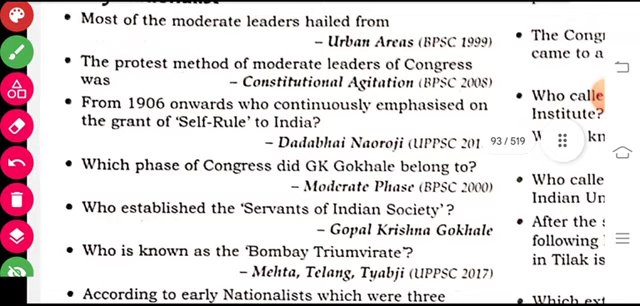 • Most of the moderate leaders hailed from
– Urban Areas (BPSC 1999)
• The protest method of moderate leaders of Congress
was – Constitutional Agitation (BPSC 2008)
• From 1906 onwards who continuously emphasised on
the grant of 'Self-Rule' to India?
– Dadabhai Naoroji (UPPSC 201
• Which phase of Congress did GK Gokhale belong to?
– Moderate Phase (BPSC 2000)
• Who established the 'Servants of Indian Society'?
– Gopal Krishna Gokhale
• Who is known as the 'Bombay Triumvirate'?
– Mehta, Telang, Tyabji (UPPSC 2017)
• According to early Nationalists which were three
93 / 519
• The Cong
came to a
• Who calle
Institute?
kn
• Who calle
Indian Un
• After the
following
in Tilak is
• Which ext